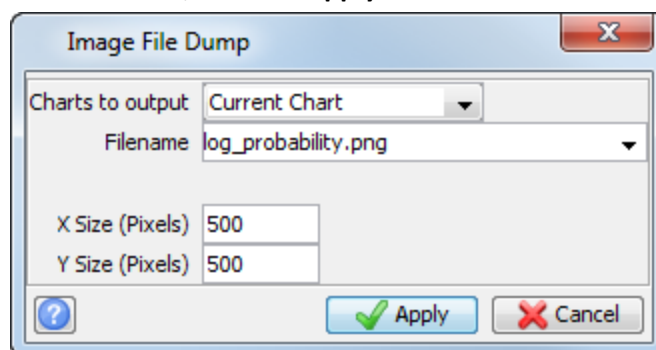 Image File Dump
Charts to output Current Chart
Filename log_probability.png
X Size (Pixels) 500
Y Size (Pixels) 500
Apply Cancel